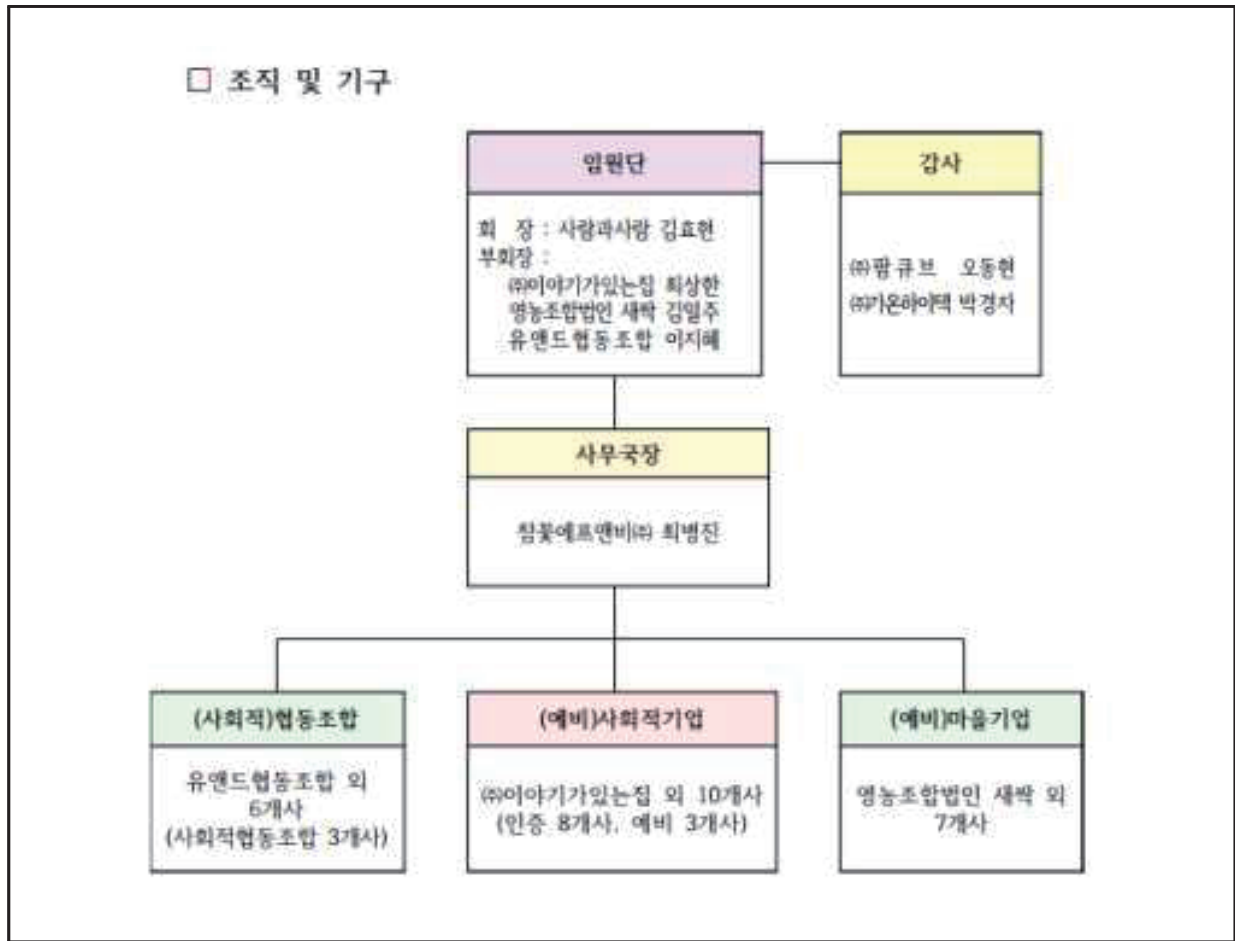 □ 조직 및 기구
임원단
감사
회 장 : 사람과사람 김효현
부회장 :
㈜이야기가있는집 최상한
영농조합법인 새싹 김일주
유앤드협동조합 이지혜
㈜팜큐브 오동현
㈜가온하이텍 박경자
사무국장
참꽃에프앤비㈜ 최병진
(사회적)협동조합
(예비)사회적기업
(예비)마을기업
유앤드협동조합 외
6개사
(사회적협동조합 3개사)
㈜이야기가있는집 외 10개사
(인증 8개사, 예비 3개사)
영농조합법인 새싹 외
7개사